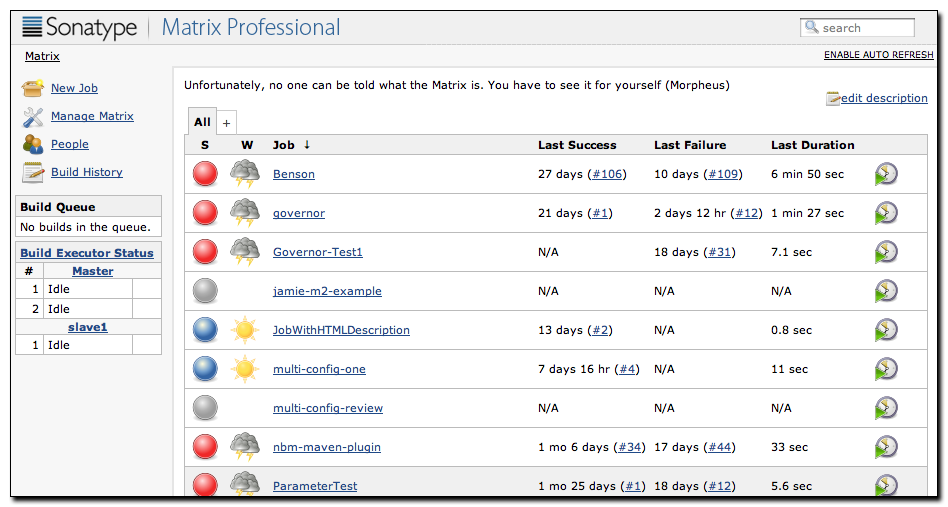 Sonatype Matrix Professional search
Matrix ENABLE AUTO REFRESH
New Job
Manage Matrix
People
Build History
Build Queue
No builds in the queue.
Build Executor Status
# Master
1 Idle
2 Idle
slave1
1 Idle
Unfortunately, no one can be told what the Matrix is. You have to see it for yourself (Morpheus)
edit description
All +
S W Job ↓ Last Success Last Failure Last Duration
Benson 27 days (#106) 10 days (#109) 6 min 50 sec
governor 21 days (#1) 2 days 12 hr (#12) 1 min 27 sec
Governor-Test1 N/A 18 days (#31) 7.1 sec
jamie-m2-example N/A N/A N/A
JobWithHTMLDescription 13 days (#2) N/A 0.8 sec
multi-config-one 7 days 16 hr (#4) N/A 11 sec
multi-config-review N/A N/A N/A
nbm-maven-plugin 1 mo 6 days (#34) 17 days (#44) 33 sec
ParameterTest 1 mo 25 days (#1) 18 days (#12) 5.6 sec